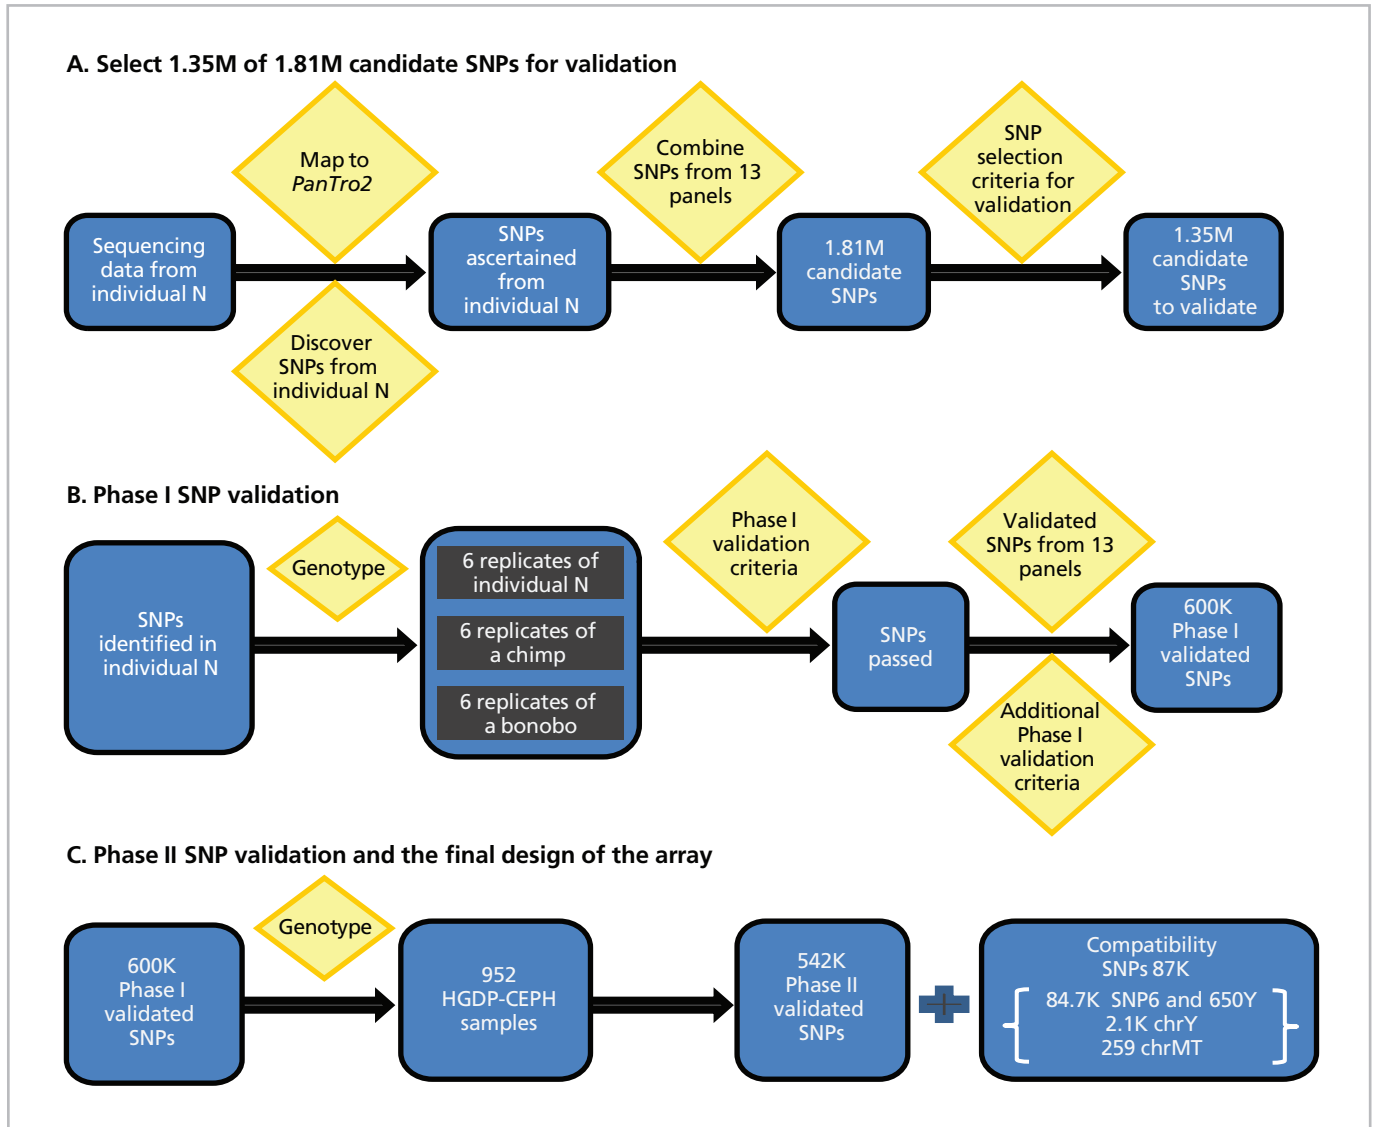 A. Select 1.35M of 1.81M candidate SNPs for validation
Map to
PanTro2
Combine
SNPs from 13
panels
SNP
selection
criteria for
validation
Sequencing
data from
individual N
SNPs
ascertained
from
individual N
1.81M
candidate
SNPs
1.35M
candidate
SNPs
to validate
Discover
SNPs from
individual N
B. Phase I SNP validation
Genotype
Phase I
validation
criteria
Validated
SNPs from 13
panels
SNPs
identified in
individual N
6 replicates of
individual N
6 replicates of
a chimp
6 replicates of
a bonobo
SNPs
passed
600K
Phase I
validated
SNPs
Additional
Phase I
validation
criteria
C. Phase II SNP validation and the final design of the array
Genotype
600K
Phase I
validated
SNPs
952
HGDP-CEPH
samples
542K
Phase II
validated
SNPs
+
Compatibility
SNPs 87K
84.7K SNP6 and 650Y
2.1K chrY
259 chrMT